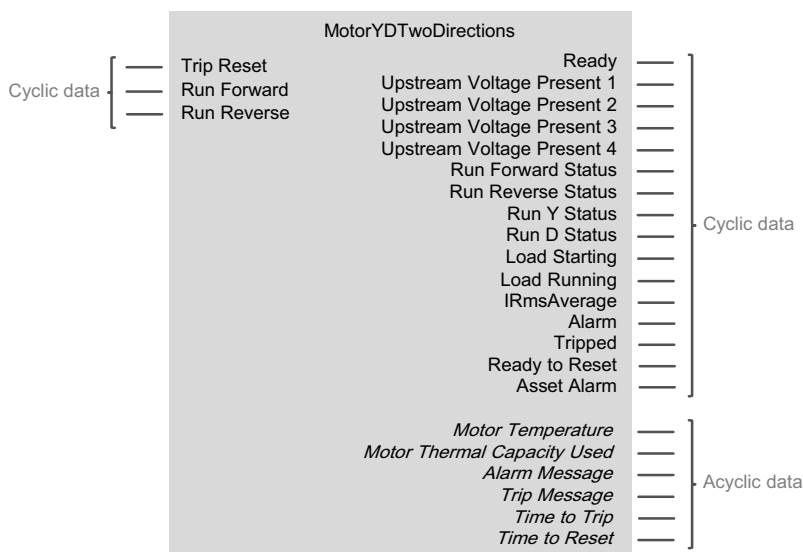 MotorYDTwoDirections
Cyclic data
Trip Reset
Run Forward
Run Reverse
Ready
Upstream Voltage Present 1
Upstream Voltage Present 2
Upstream Voltage Present 3
Upstream Voltage Present 4
Run Forward Status
Run Reverse Status
Run Y Status
Run D Status
Load Starting
Load Running
IRmsAverage
Alarm
Tripped
Ready to Reset
Asset Alarm
Cyclic data
Motor Temperature
Motor Thermal Capacity Used
Alarm Message
Trip Message
Time to Trip
Time to Reset
Acyclic data